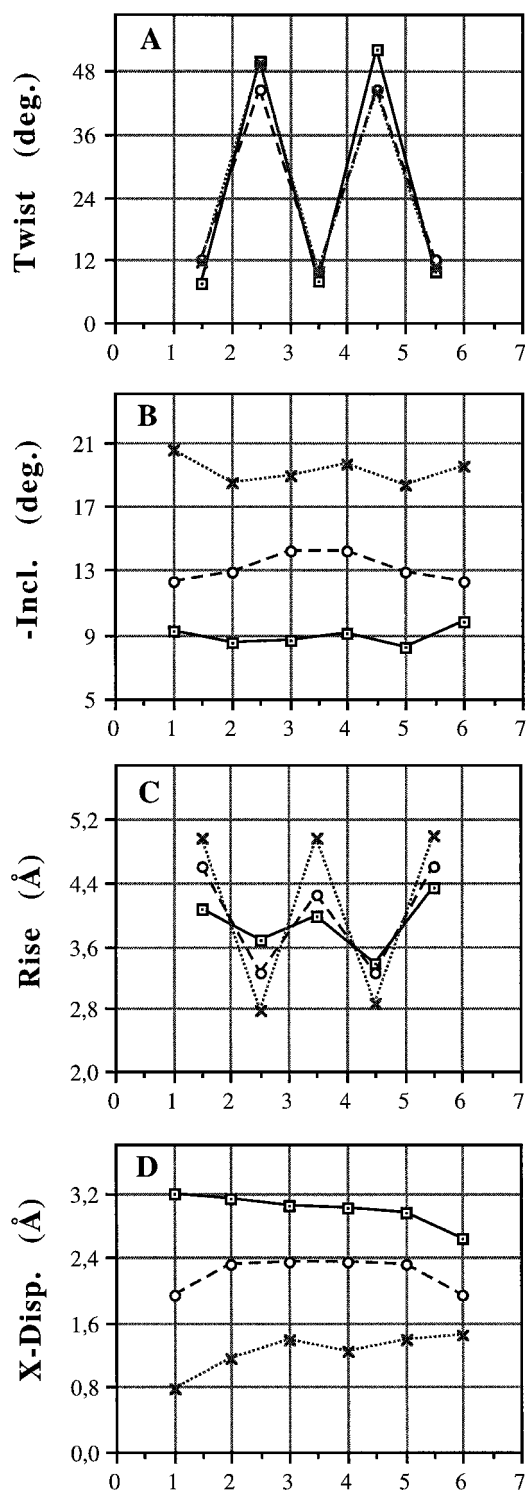 A
Twist (deg.)
48
36
24
12
0
0 1 2 3 4 5 6 7
B
-Incl. (deg.)
21
17
13
9
5
0 1 2 3 4 5 6 7
C
Rise (Å)
5,2
4,4
3,6
2,8
2,0
0 1 2 3 4 5 6 7
D
X-Disp. (Å)
3,2
2,4
1,6
0,8
0,0
0 1 2 3 4 5 6 7